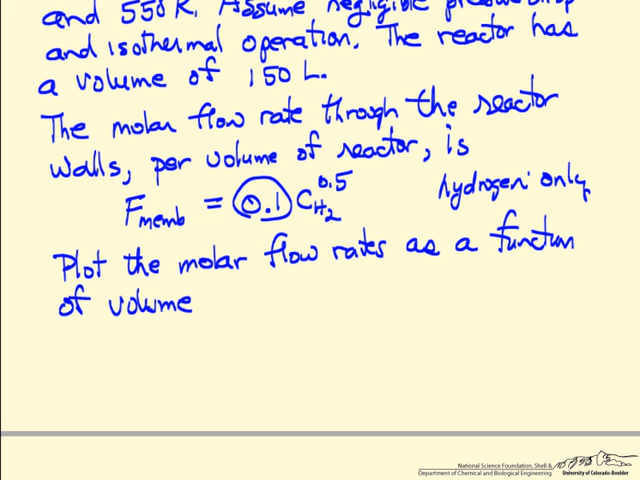 and 550 K. Assume negligible pressure drop
and isothermal operation. The reactor has
a volume of 150 L.
The molar flow rate through the reactor
walls, per volume of reactor, is
F_memb = 0.1 C_H₂^0.5 hydrogen only
Plot the molar flow rates as a function
of volume
National Science Foundation, Shell &
Department of Chemical and Biological Engineering
University of Colorado-Boulder